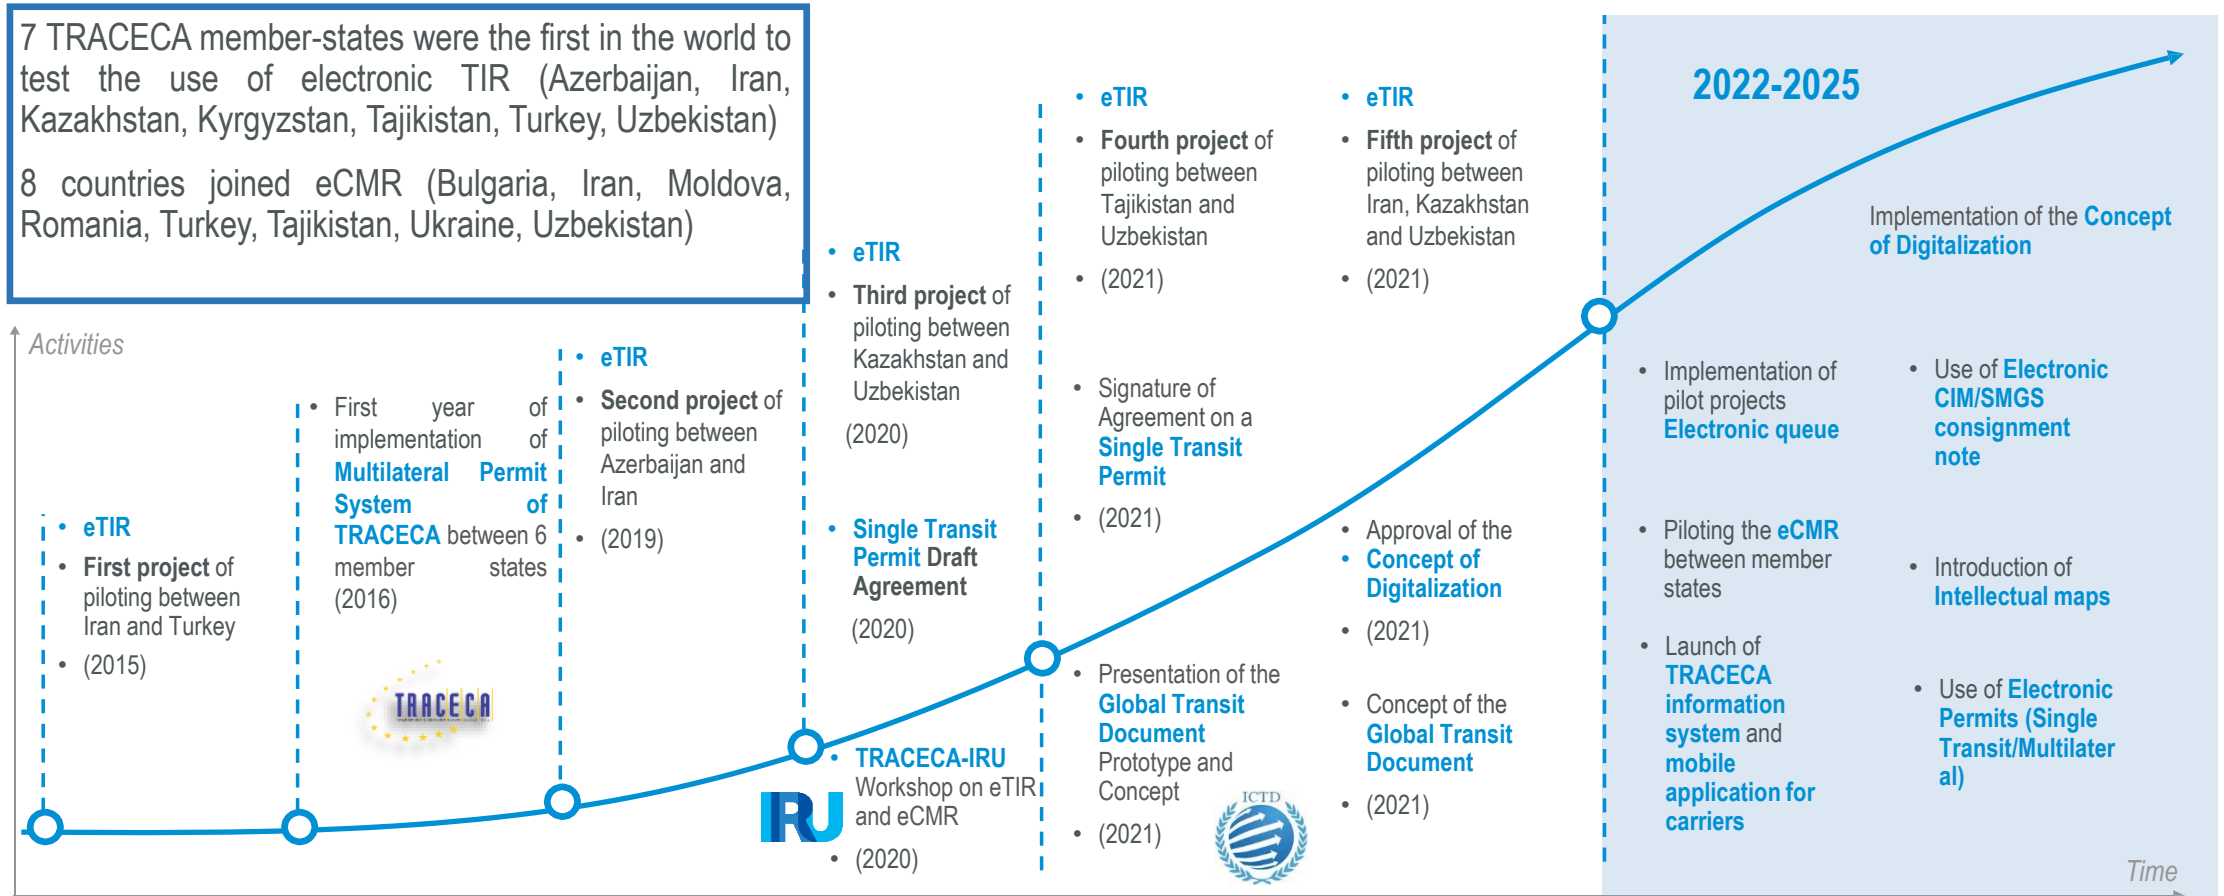 7 TRACECA member-states were the first in the world to
test the use of electronic TIR (Azerbaijan, Iran,
Kazakhstan, Kyrgyzstan, Tajikistan, Turkey, Uzbekistan)
8 countries joined eCMR (Bulgaria, Iran, Moldova,
Romania, Turkey, Tajikistan, Ukraine, Uzbekistan)
Activities
• eTIR
• First project of
piloting between
Iran and Turkey
• (2015)
• First year of
implementation of
Multilateral Permit
System of
TRACECA between 6
member states
(2016)
TRACECA
• eTIR
• Second project of
piloting between
Azerbaijan and
Iran
• (2019)
• eTIR
• Third project of
piloting between
Kazakhstan and
Uzbekistan
(2020)
• Single Transit
Permit Draft
Agreement
(2020)
• TRACECA-IRU
Workshop on eTIR
and eCMR
• (2020)
IRU
• eTIR
• Fourth project of
piloting between
Tajikistan and
Uzbekistan
• (2021)
• Signature of
Agreement on a
Single Transit
Permit
• (2021)
• Presentation of the
Global Transit
Document
Prototype and
Concept
• (2021)
ICTD
• eTIR
• Fifth project of
piloting between
Iran, Kazakhstan
and Uzbekistan
• (2021)
• Approval of the
• Concept of
Digitalization
• (2021)
• Concept of the
Global Transit
Document
• (2021)
2022-2025
Implementation of the Concept
of Digitalization
• Implementation of
pilot projects
Electronic queue
• Piloting the eCMR
between member
states
• Launch of
TRACECA
information
system and
mobile
application for
carriers
• Use of Electronic
CIM/SMGS
consignment
note
• Introduction of
Intellectual maps
• Use of Electronic
Permits (Single
Transit/Multilater
al)
Time